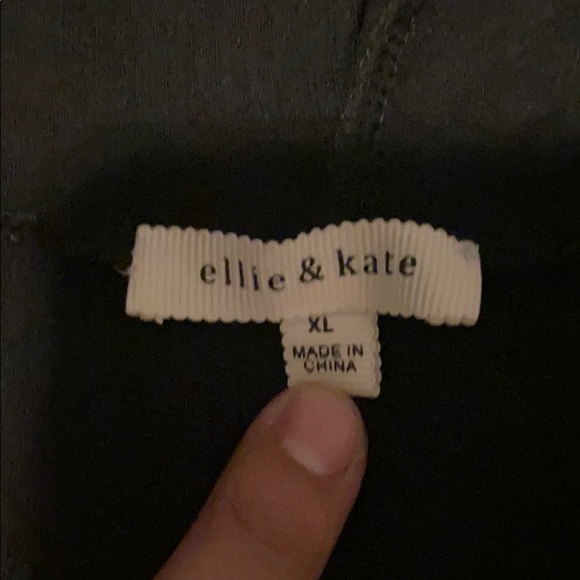 ellie & kate
XL
MADE IN
CHINA